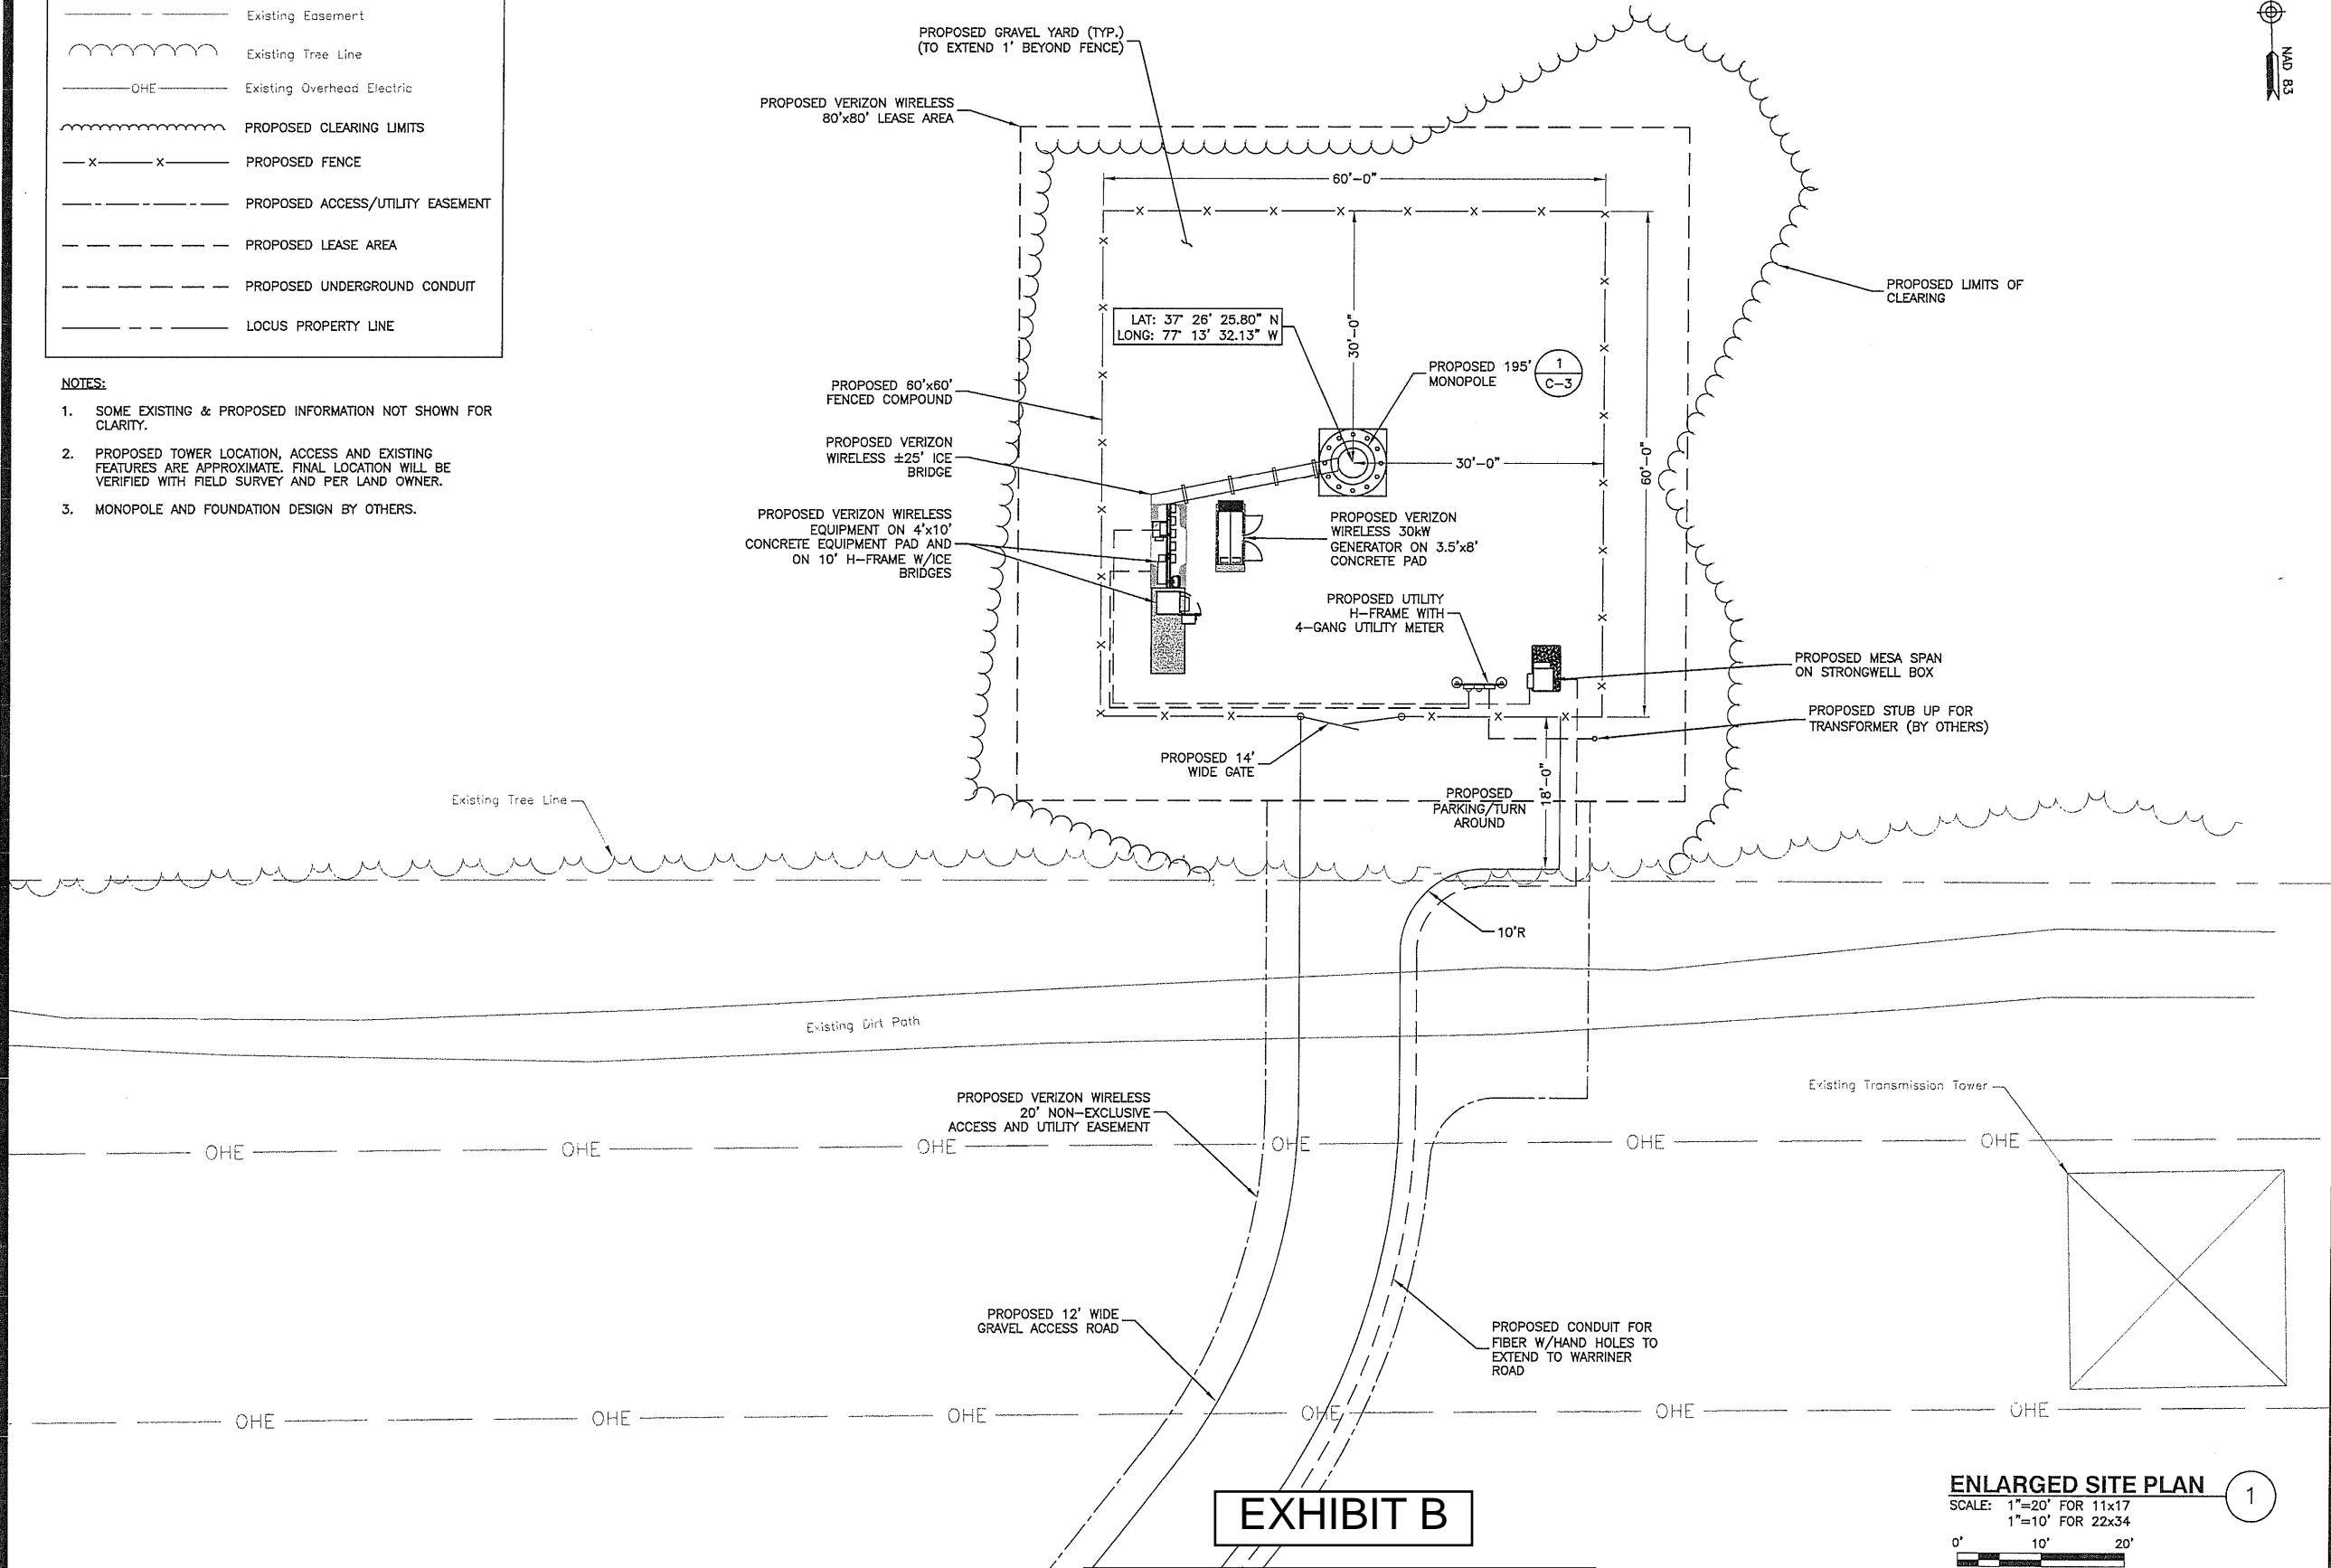 Existing Easement
Existing Tree Line
OHE
Existing Overhead Electric
PROPOSED CLEARING LIMITS
X X
PROPOSED FENCE
PROPOSED ACCESS/UTILITY EASEMENT
PROPOSED LEASE AREA
PROPOSED UNDERGROUND CONDUIT
LOCUS PROPERTY LINE
NOTES:
1. SOME EXISTING & PROPOSED INFORMATION NOT SHOWN FOR
CLARITY.
2. PROPOSED TOWER LOCATION, ACCESS AND EXISTING
FEATURES ARE APPROXIMATE. FINAL LOCATION WILL BE
VERIFIED WITH FIELD SURVEY AND PER LAND OWNER.
3. MONOPOLE AND FOUNDATION DESIGN BY OTHERS.
PROPOSED GRAVEL YARD (TYP.)
(TO EXTEND 1' BEYOND FENCE)
PROPOSED VERIZON WIRELESS
80'x80' LEASE AREA
NAD 83
60'-0"
PROPOSED LIMITS OF
CLEARING
LAT: 37° 26' 25.80" N
LONG: 77° 13' 32.13" W
30'-0"
PROPOSED 195'
MONOPOLE
1
C-3
PROPOSED 60'x60'
FENCED COMPOUND
PROPOSED VERIZON
WIRELESS ±25' ICE
BRIDGE
30'-0"
60'-0"
PROPOSED VERIZON WIRELESS
EQUIPMENT ON 4'x10'
CONCRETE EQUIPMENT PAD AND
ON 10' H-FRAME W/ICE
BRIDGES
PROPOSED VERIZON
WIRELESS 30kW
GENERATOR ON 3.5'x8'
CONCRETE PAD
PROPOSED UTILITY
H-FRAME WITH
4-GANG UTILITY METER
PROPOSED MESA SPAN
ON STRONGWELL BOX
PROPOSED STUB UP FOR
TRANSFORMER (BY OTHERS)
PROPOSED 14'
WIDE GATE
18'-0"
PROPOSED
PARKING/TURN
AROUND
Existing Tree Line
10'R
Existing Dirt Path
PROPOSED VERIZON WIRELESS
20' NON-EXCLUSIVE
ACCESS AND UTILITY EASEMENT
Existing Transmission Tower
OHE OHE OHE OHE OHE OHE
PROPOSED 12' WIDE
GRAVEL ACCESS ROAD
PROPOSED CONDUIT FOR
FIBER W/HAND HOLES TO
EXTEND TO WARRINER
ROAD
OHE OHE OHE OHE OHE OHE
EXHIBIT B
ENLARGED SITE PLAN
1
SCALE: 1"=20' FOR 11x17
1"=10' FOR 22x34
0' 10' 20'